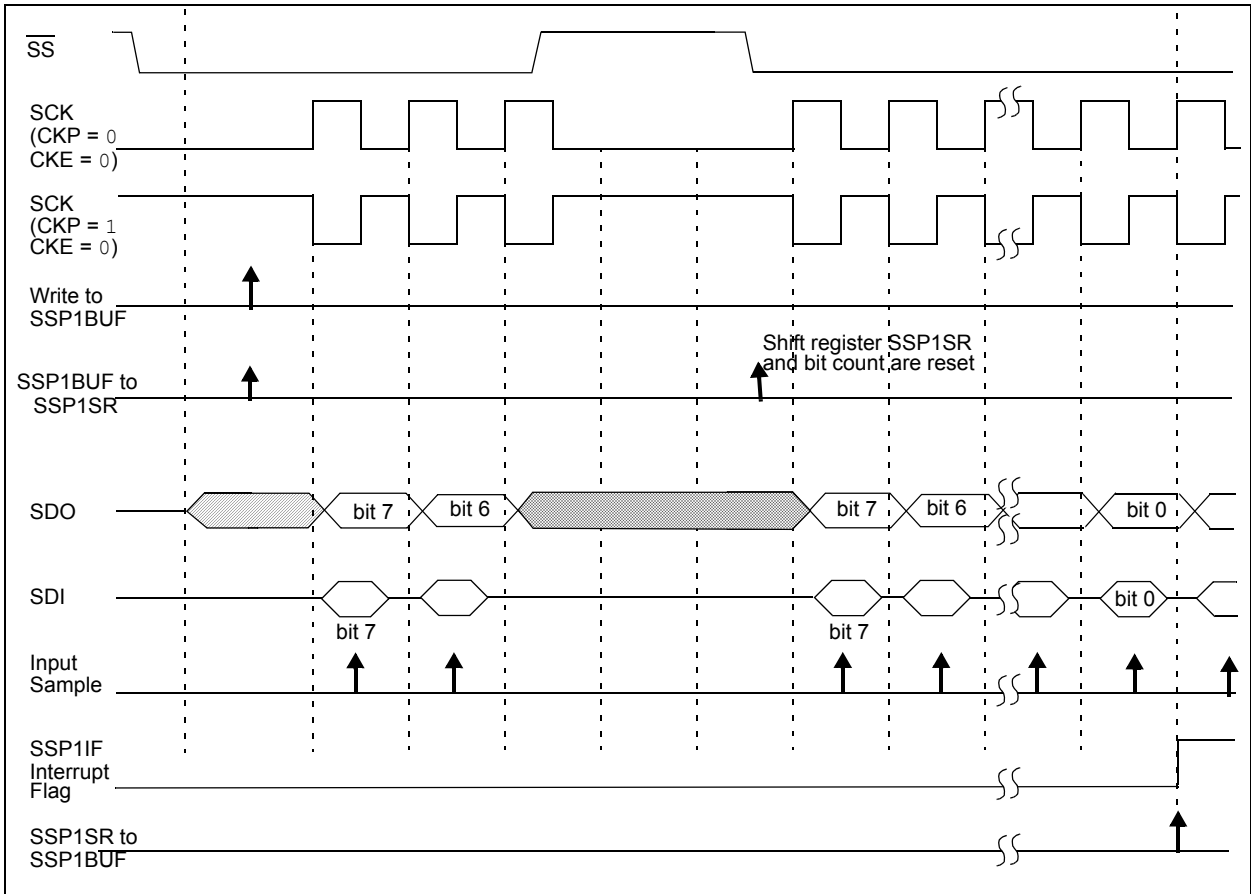 SS
SCK
(CKP = 0
CKE = 0)
SCK
(CKP = 1
CKE = 0)
Write to
SSP1BUF
Shift register SSP1SR
and bit count are reset
SSP1BUF to
SSP1SR
SDO
bit 7
bit 6
bit 7
bit 6
bit 0
SDI
bit 0
bit 7
bit 7
Input
Sample
SSP1IF
Interrupt
Flag
SSP1SR to
SSP1BUF